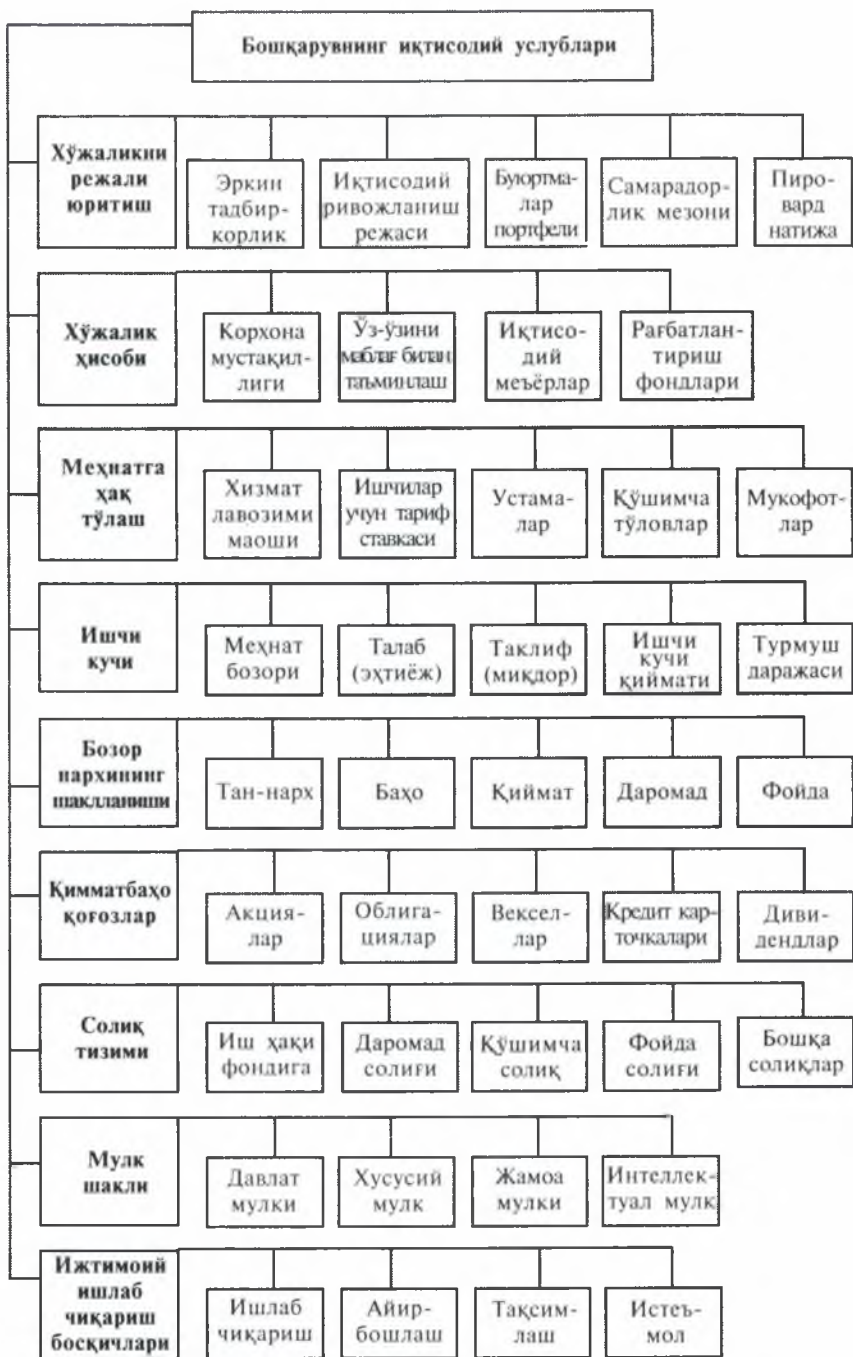 Бошқарувнинг иқтисодий услублари
Хўжаликни
режали
юритиш
Эркин
тадбир-
корлик
Иқтисодий
ривожланиш
режаси
Буюртма-
лар
портфели
Самарадор-
лик мезони
Пиро-
вард
натижа
Хўжалик
ҳисоби
Корхона
мустақил-
лиги
Ўз-ўзини
маблағ билан
таъминлаш
Иқтисо-
дий
меъёрлар
Рағбатлан-
тириш
фондлари
Меҳнатга
ҳақ
тўлаш
Хизмат
лавозими
маоши
Ишчилар
учун тариф
ставкаси
Устама-
лар
Қўшимча
тўловлар
Мукофот-
лар
Ишчи
кучи
Меҳнат
бозори
Талаб
(эҳтиёж)
Таклиф
(миқдор)
Ишчи
кучи
қиймати
Турмуш
даражаси
Бозор
нархининг
шаклланиши
Тан-нарх
Баҳо
Қиймат
Даромад
Фойда
Қимматбаҳо
қоғозлар
Акция-
лар
Облига-
циялар
Вексел-
лар
Кредит кар-
точкалари
Диви-
дендлар
Солиқ
тизими
Иш ҳақи
фондига
Даромад
солиғи
Қўшимча
солиқ
Фойда
солиғи
Бошқа
солиқлар
Мулк
шакли
Давлат
мулки
Хусусий
мулк
Жамоа
мулки
Интеллек-
туал мулк
Ижтимоий
ишлаб
чиқариш
босқичлари
Ишлаб
чиқариш
Айир-
бошлаш
Тақсим-
лаш
Истеъ-
мол